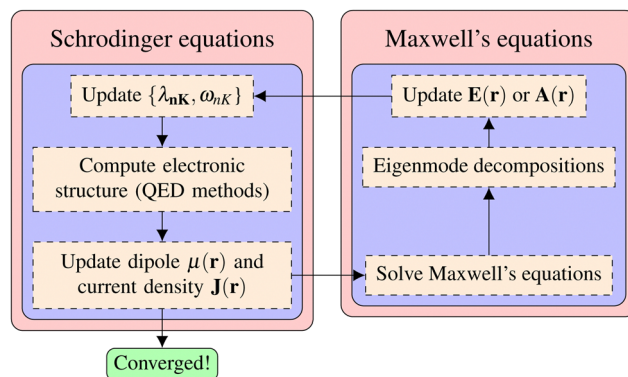 Schrodinger equations
Update {λ𝐧𝐊, ωnK}
Compute electronic
structure (QED methods)
Update dipole μ(r) and
current density J(r)
Converged!
Maxwell's equations
Update E(r) or A(r)
Eigenmode decompositions
Solve Maxwell's equations